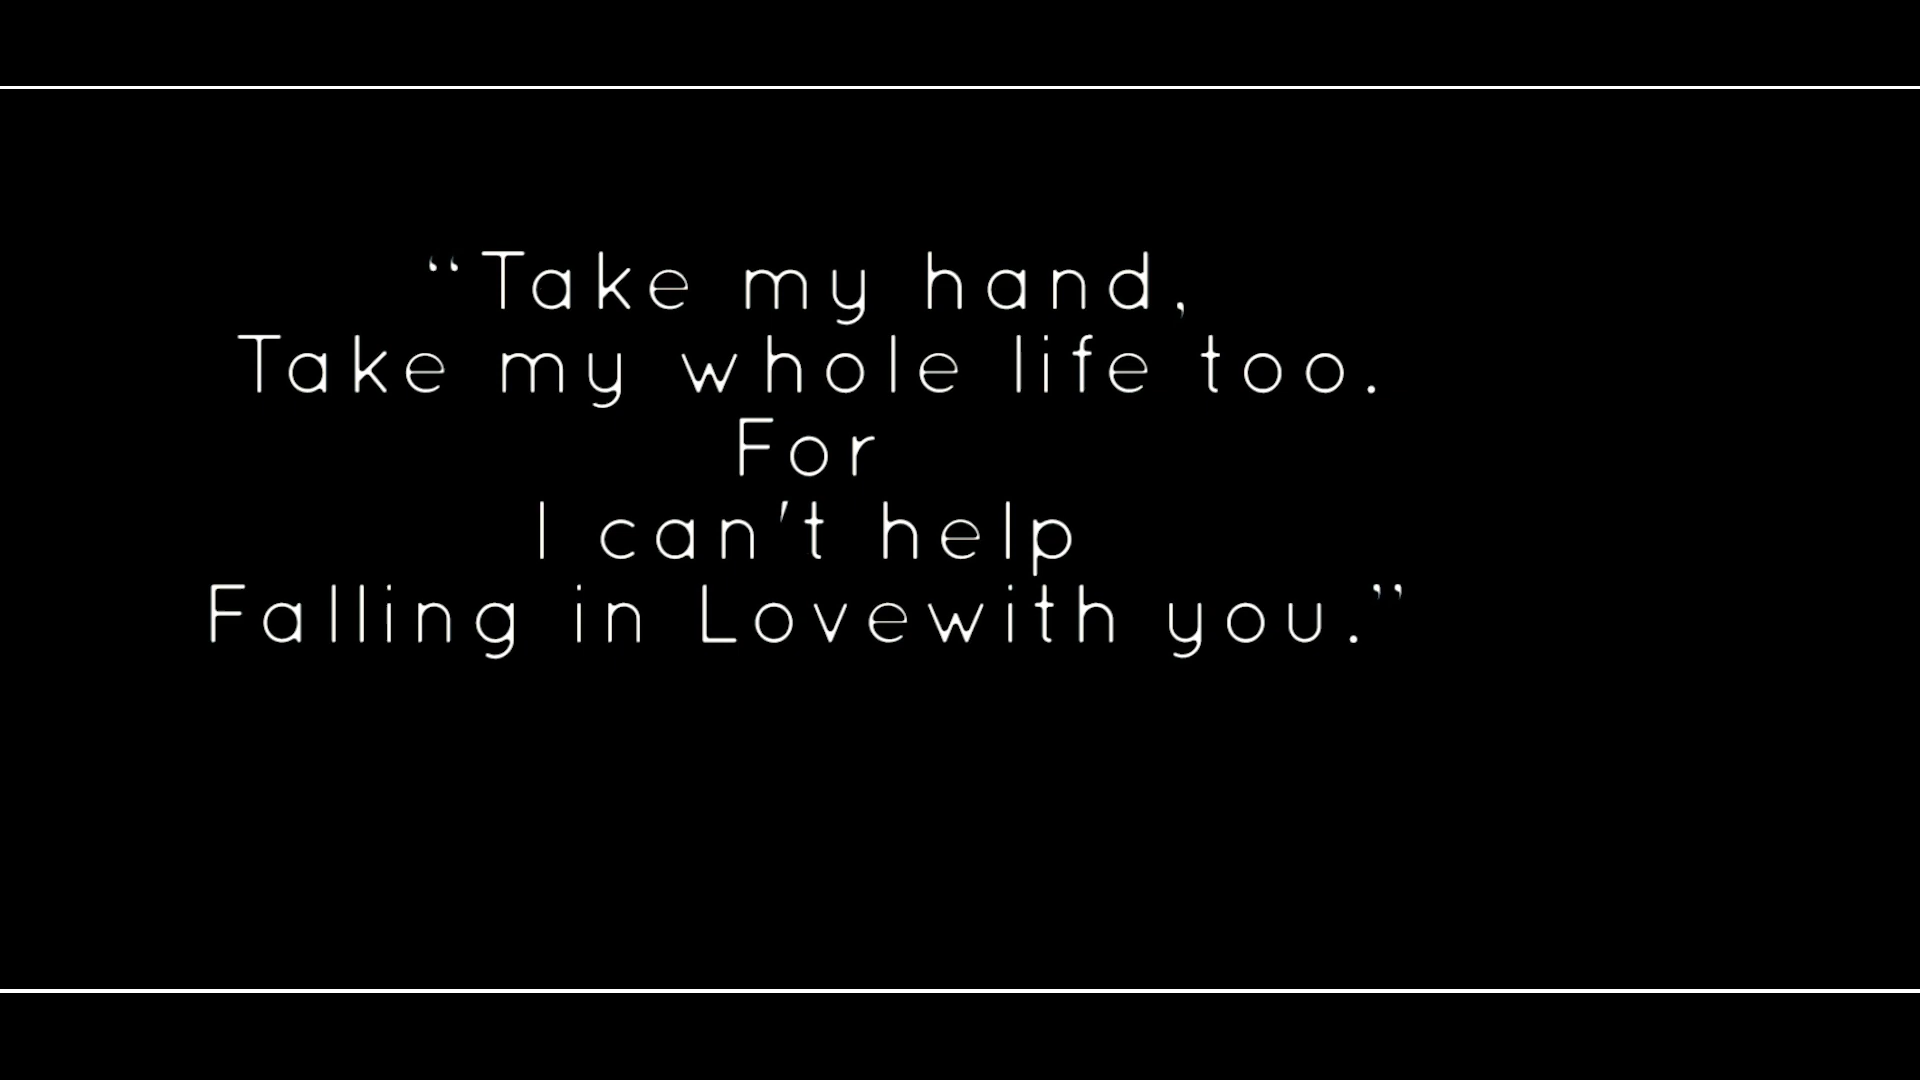 “Take my hand,
Take my whole life too.
For
I can't help
Falling in Lovewith you.”